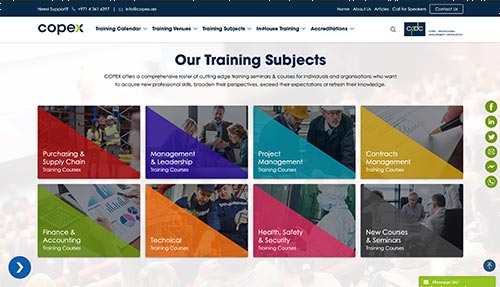 Need Support? +971 4 361 6297 | info@copex.ae
Home About Us Articles Call for Speakers Contact Us
copex
Training Calendar Training Venues Training Subjects In-House Training Accreditations
Our Training Subjects
COPEX offers a comprehensive roster of cutting edge training seminars & courses for individuals and organisations who want
to acquire new professional skills, broaden their perspectives, exceed their expectations or refresh their knowledge.
Purchasing &
Supply Chain
Training Courses
Management
& Leadership
Training Courses
Project
Management
Training Courses
Contracts
Management
Training Courses
Finance &
Accounting
Training Courses
Technical
Training Courses
Health, Safety
& Security
Training Courses
New Courses
& Seminars
Training Courses
Message Us!